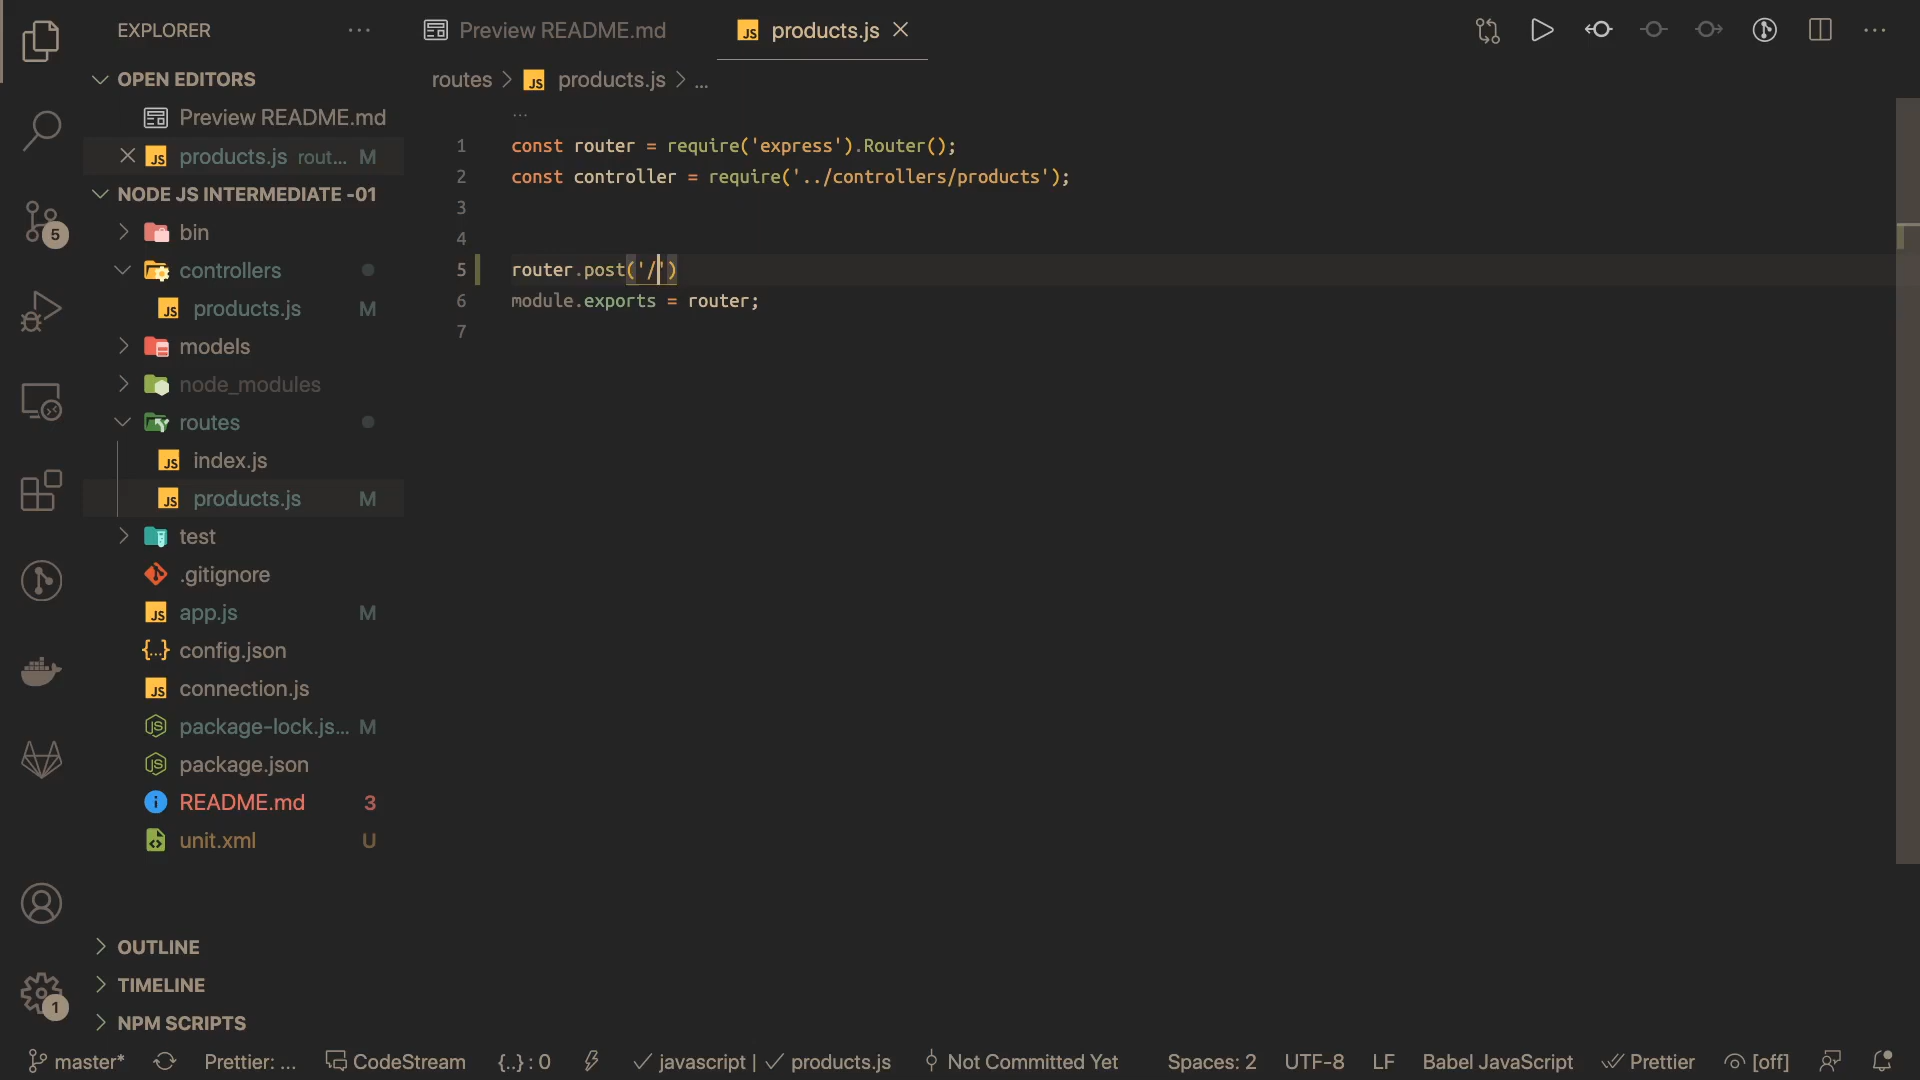 EXPLORER
OPEN EDITORS
Preview README.md
products.js rout... M
NODE JS INTERMEDIATE -01
bin
controllers
products.js M
models
node_modules
routes
index.js
products.js M
test
.gitignore
app.js M
config.json
connection.js
package-lock.js... M
package.json
README.md 3
unit.xml U
OUTLINE
TIMELINE
NPM SCRIPTS
5
1
Preview README.md
products.js
routes > products.js > ...
...
1 const router = require('express').Router();
2 const controller = require('../controllers/products');
3
4
5 router.post('/')
6 module.exports = router;
7
master* Prettier: ... CodeStream {..} : 0 javascript | products.js Not Committed Yet Spaces: 2 UTF-8 LF Babel JavaScript Prettier [off]